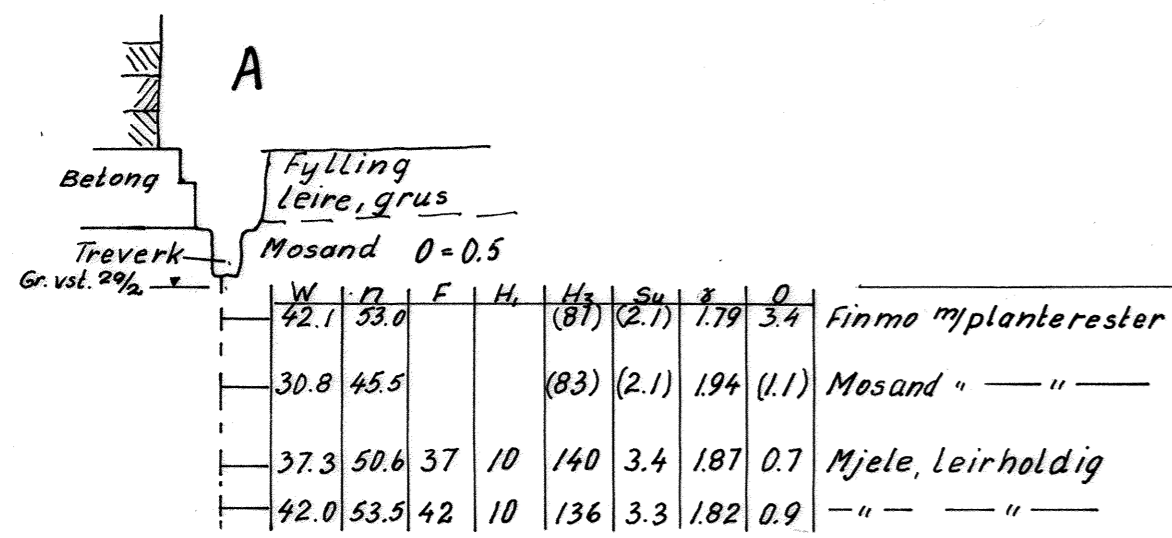 A
Betong
Fylling
leire, grus
Treverk
Mosand O = 0.5
Gr. vst. 29/2
W n F H₁ H₃ Su γ O
42.1 53.0 (81) (2.1) 1.79 3.4 Finmo m/planterester
30.8 45.5 (83) (2.1) 1.94 (1.1) Mosand " — " —
37.3 50.6 37 10 140 3.4 1.87 0.7 Mjele, leirholdig
42.0 53.5 42 10 136 3.3 1.82 0.9 — " — — " —